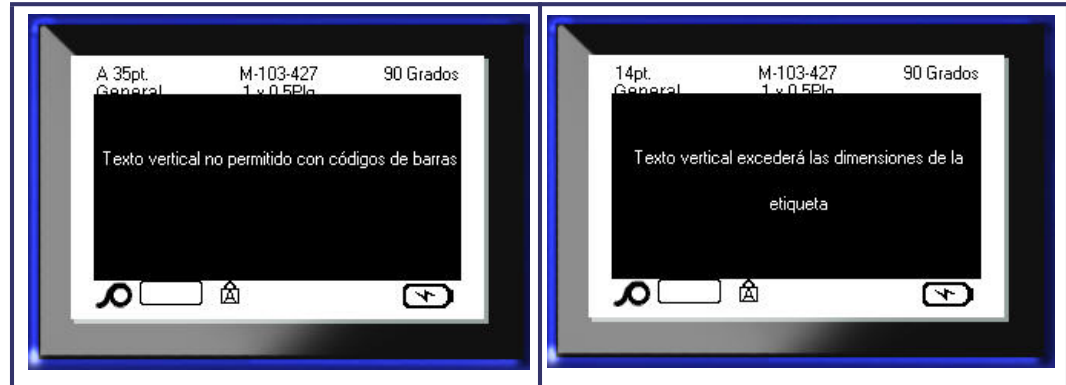 A 35pt. M-103-427 90 Grados
General 1 x 0.5Plg
Texto vertical no permitido con códigos de barras
A
14pt. M-103-427 90 Grados
General 1 x 0.5Plg
Texto vertical excederá las dimensiones de la
etiqueta
A